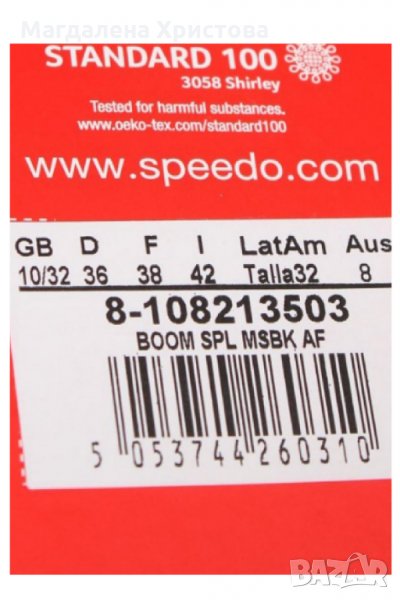 Магдалена Христова
STANDARD 100
3058 Shirley
Tested for harmful substances.
www.oeko-tex.com/standard100
www.speedo.com
GB D F I LatAm Aus
10/32 36 38 42 Talla32 8
8-108213503
BOOM SPL MSBK AF
5 053744 260310
BAZAR